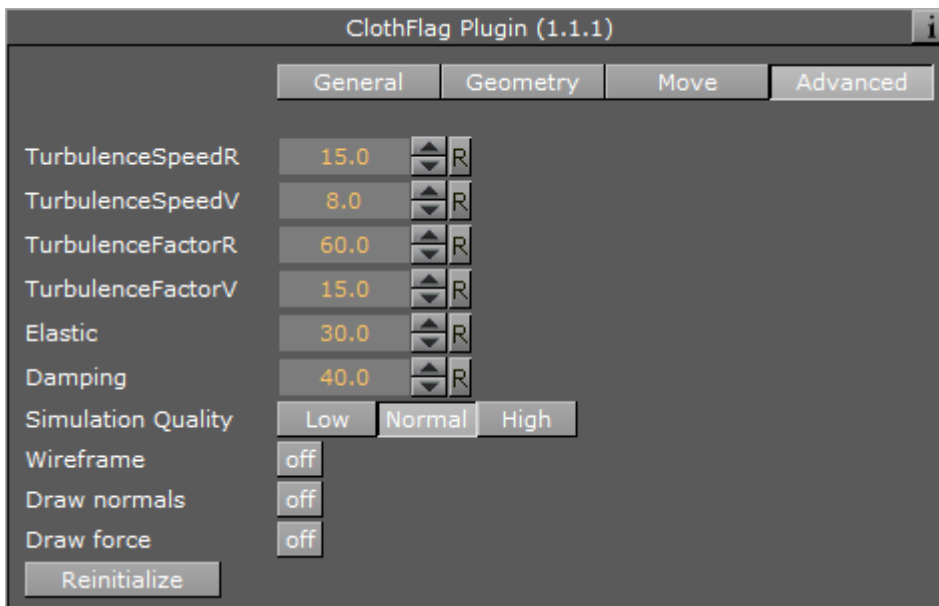 ClothFlag Plugin (1.1.1) i
General Geometry Move Advanced
TurbulenceSpeedR 15.0 R
TurbulenceSpeedV 8.0 R
TurbulenceFactorR 60.0 R
TurbulenceFactorV 15.0 R
Elastic 30.0 R
Damping 40.0 R
Simulation Quality Low Normal High
Wireframe off
Draw normals off
Draw force off
Reinitialize